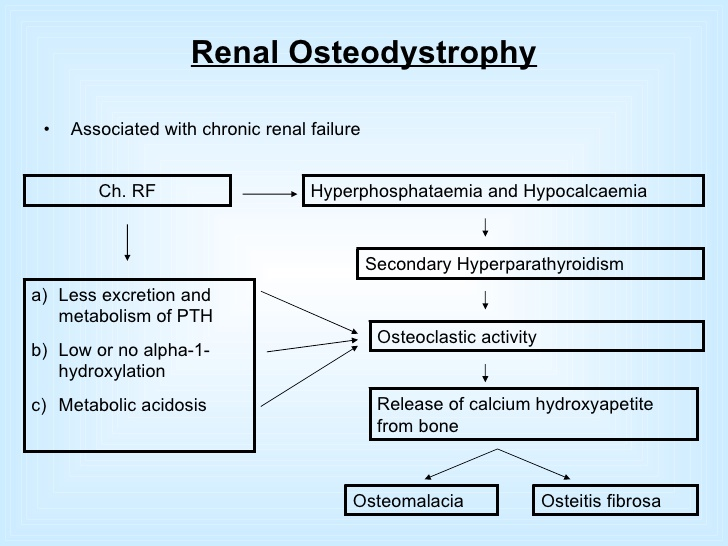 Renal Osteodystrophy
• Associated with chronic renal failure
Ch. RF
Hyperphosphataemia and Hypocalcaemia
Secondary Hyperparathyroidism
a) Less excretion and
metabolism of PTH
b) Low or no alpha-1-
hydroxylation
c) Metabolic acidosis
Osteoclastic activity
Release of calcium hydroxyapetite
from bone
Osteomalacia
Osteitis fibrosa